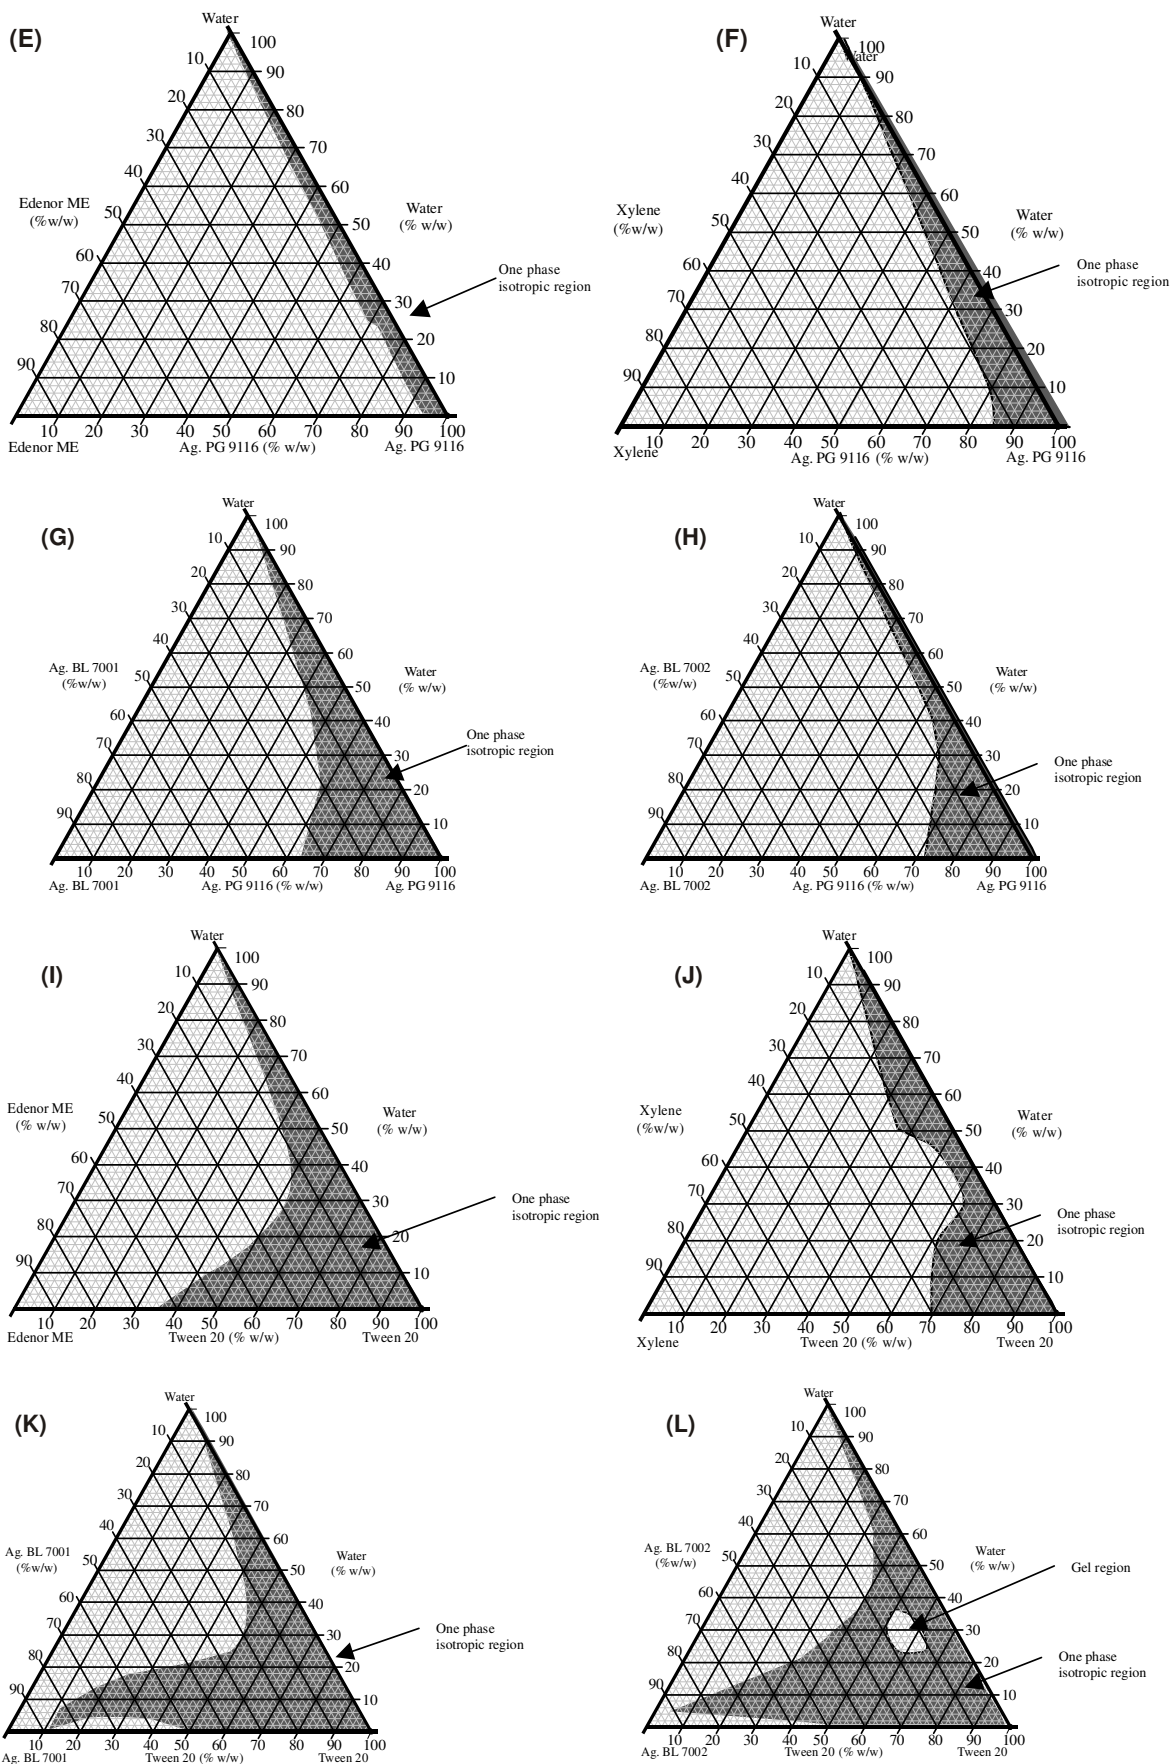 (E)
Water
100
10
90
20
80
30
70
40
60
Edenor ME
(%w/w)
50
50
Water
(% w/w)
60
40
One phase
isotropic region
70
30
80
20
90
10
10 20 30 40 50 60 70 80 90 100
Edenor ME
Ag. PG 9116 (% w/w)
Ag. PG 9116
(F)
Water
100
Water
10
90
20
80
30
70
40
60
Xylene
(%w/w)
50
50
Water
(% w/w)
60
40
One phase
isotropic region
70
30
80
20
90
10
10 20 30 40 50 60 70 80 90 100
Xylene
Ag. PG 9116 (% w/w)
Ag. PG 9116
(G)
Water
100
10
90
20
80
30
70
40
60
Ag. BL 7001
(%w/w)
50
50
Water
(% w/w)
60
40
One phase
isotropic region
70
30
80
20
90
10
10 20 30 40 50 60 70 80 90 100
Ag. BL 7001
Ag. PG 9116 (% w/w)
Ag. PG 9116
(H)
Water
100
10
90
20
80
30
70
40
60
Ag. BL 7002
(%w/w)
50
50
Water
(% w/w)
60
40
One phase
isotropic region
70
30
80
20
90
10
10 20 30 40 50 60 70 80 90 100
Ag. BL 7002
Ag. PG 9116 (% w/w)
Ag. PG 9116
(I)
Water
100
10
90
20
80
30
70
40
60
Edenor ME
(% w/w)
50
50
Water
(% w/w)
60
40
One phase
isotropic region
70
30
80
20
90
10
10 20 30 40 50 60 70 80 90 100
Edenor ME
Tween 20 (% w/w)
Tween 20
(J)
Water
100
10
90
20
80
30
70
40
60
Xylene
(%w/w)
50
50
Water
(% w/w)
60
40
One phase
isotropic region
70
30
80
20
90
10
10 20 30 40 50 60 70 80 90 100
Xylene
Tween 20 (% w/w)
Tween 20
(K)
Water
100
10
90
20
80
30
70
40
60
Ag. BL 7001
(%w/w)
50
50
Water
(% w/w)
60
40
One phase
isotropic region
70
30
80
20
90
10
10 20 30 40 50 60 70 80 90 100
Ag. BL 7001
Tween 20 (% w/w)
Tween 20
(L)
Water
100
10
90
20
80
30
70
40
60
Ag. BL 7002
(%w/w)
50
50
Water
(% w/w)
Gel region
60
40
70
30
One phase
isotropic region
80
20
90
10
10 20 30 40 50 60 70 80 90 100
Ag. BL 7002
Tween 20 (% w/w)
Tween 20